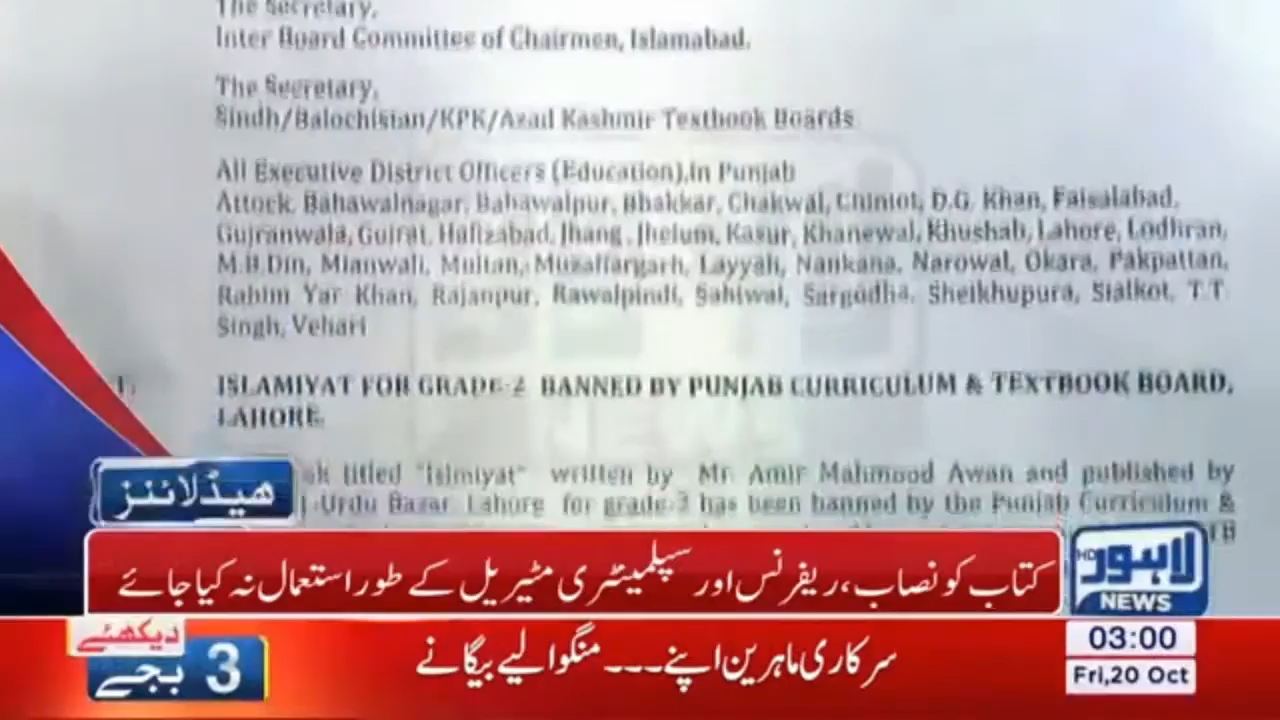 The Secretary,
Inter Board Committee of Chairmen, Islamabad.
The Secretary,
Sindh/Balochistan/KPK/Azad Kashmir Textbook Boards
All Executive District Officers (Education),in Punjab
Attock, Bahawalnagar, Bahawalpur, Bhakkar, Chakwal, Chiniot, D.G. Khan, Faisalabad,
Gujranwala, Gujrat, Hafizabad, Jhang , Jhelum, Kasur, Khanewal, Khushab, Lahore, Lodhran,
M.B.Din, Mianwali, Multan, Muzaffargarh, Layyah, Nankana, Narowal, Okara, Pakpattan,
Rahim Yar Khan, Rajanpur, Rawalpindi, Sahiwal, Sargodha, Sheikhupura, Sialkot, T.T
Singh, Vehari
ISLAMIYAT FOR GRADE-2 BANNED BY PUNJAB CURRICULUM & TEXTBOOK BOARD,
LAHORE.
ok titled "Islmiyat" written by Mr. Amir Mahmood Awan and published by
Urdu Bazar, Lahore for grade-3 has been banned by the Punjab Curriculum &
ہیڈلائنز
کتاب کو نصاب، ریفرنس اور سپلمیٹری مٹیریل کے طور استعمال نہ کیا جائے
لاہور HD
NEWS
دیکھئے
3 بجے
سرکاری ماہرین اپنے ۔۔۔ منگوا لیے بیگانے
03:00
Fri,20 Oct